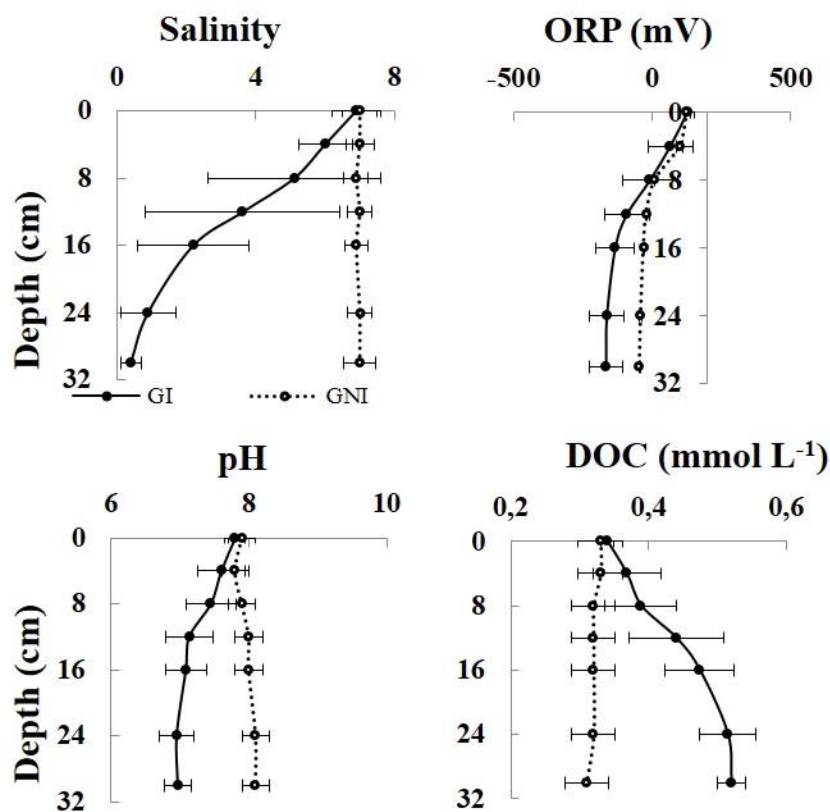 Salinity
0 4 8
0
8
16
24
32
Depth (cm)
GI GNI
ORP (mV)
-500 0 500
0
8
16
24
32
pH
6 8 10
0
8
16
24
32
Depth (cm)
DOC (mmol L⁻¹)
0,2 0,4 0,6
0
8
16
24
32